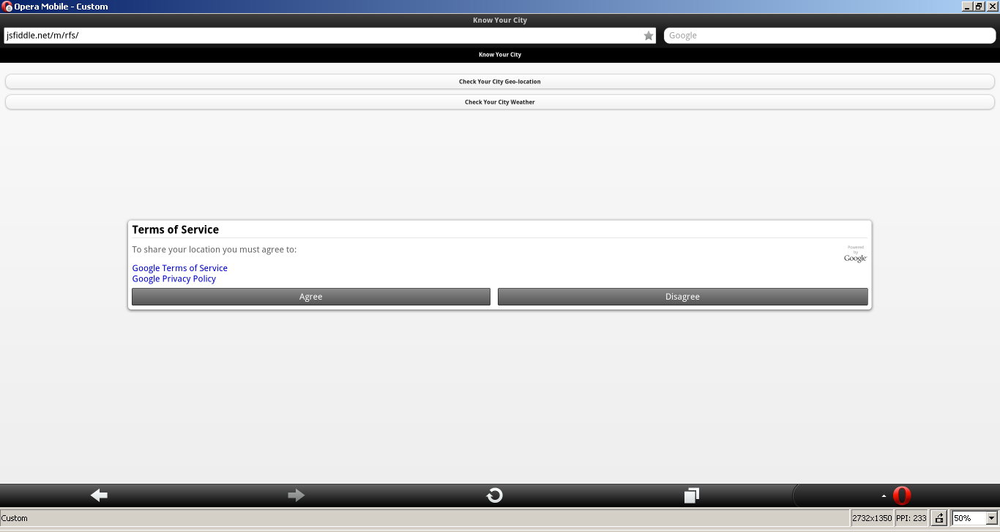 Opera Mobile - Custom
Know Your City
jsfiddle.net/m/rfs/
Google
Know Your City
Check Your City Geo-location
Check Your City Weather
Terms of Service
To share your location you must agree to:
Powered
by
Google
Google Terms of Service
Google Privacy Policy
Agree
Disagree
Custom
2732x1350
PPI: 233
50%